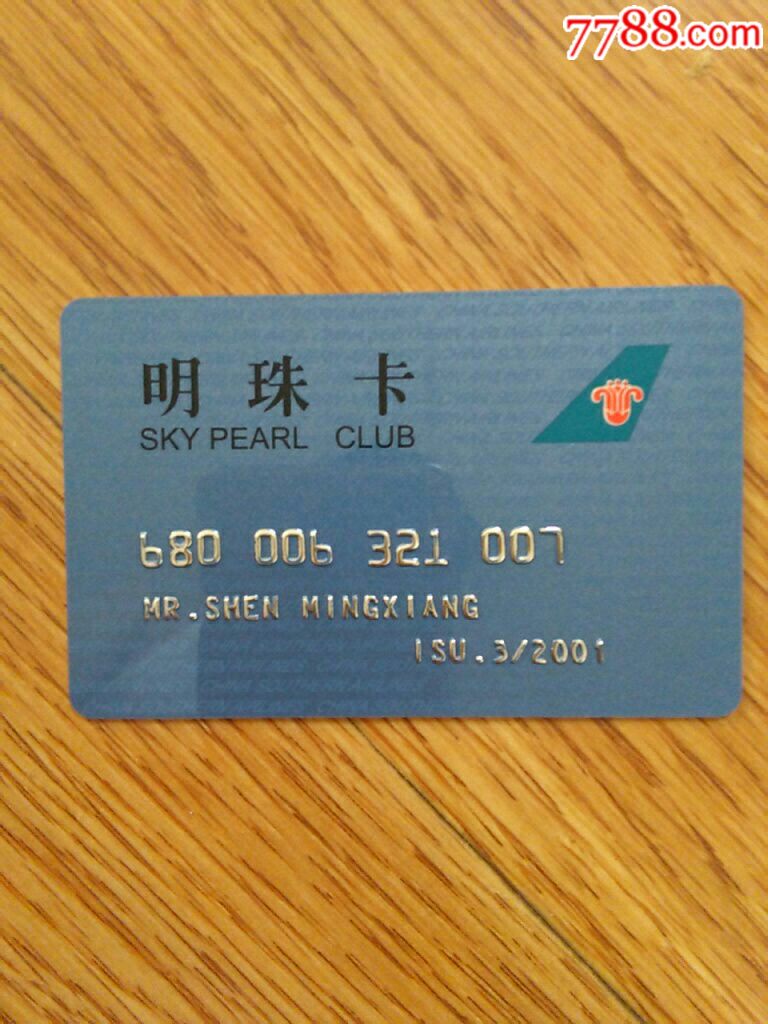 7788.com
明珠卡
SKY PEARL CLUB
680 006 321 007
MR.SHEN MINGXIANG
ISU.3/2001